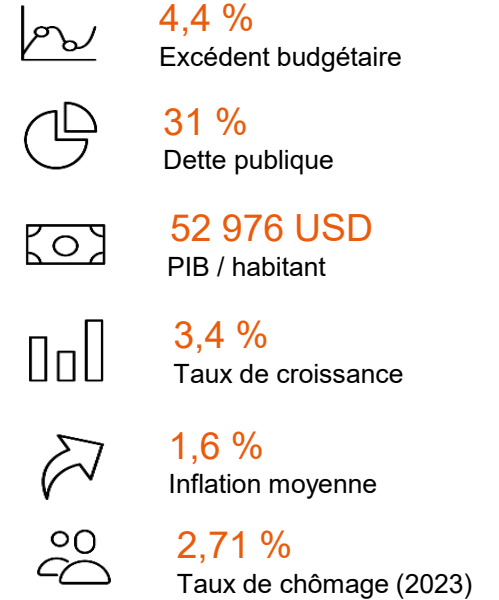 4,4 %
Excédent budgétaire
31 %
Dette publique
52 976 USD
PIB / habitant
3,4 %
Taux de croissance
1,6 %
Inflation moyenne
2,71 %
Taux de chômage (2023)